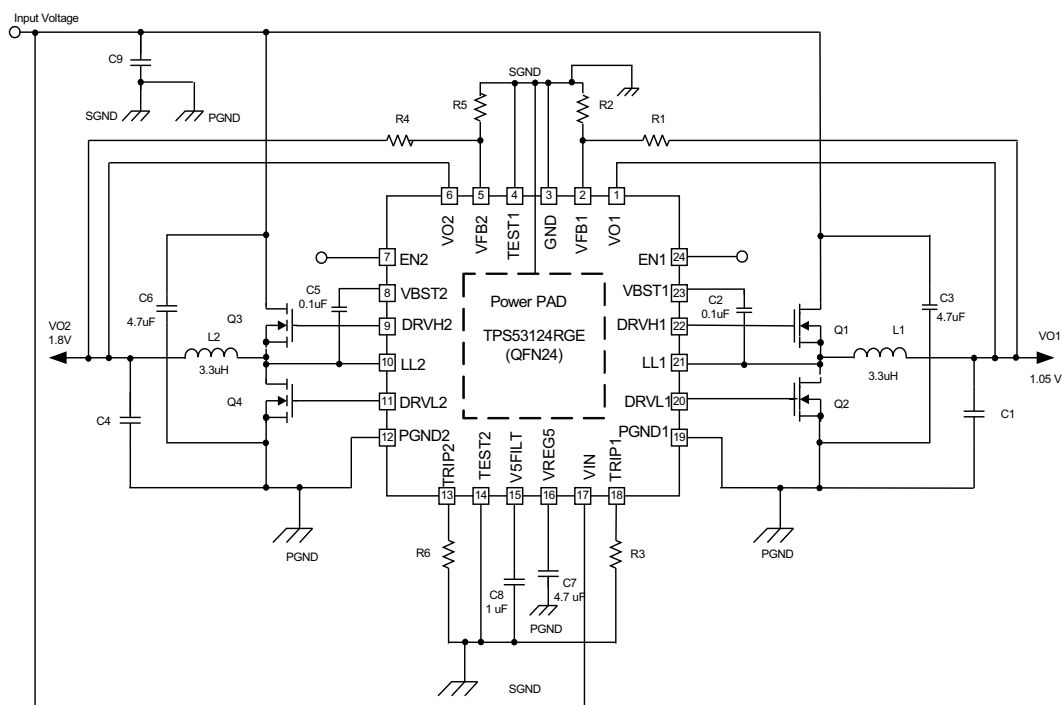 Input Voltage
C9
SGND
PGND
SGND
R5
R2
R4
R1
6
5
4
3
2
1
VO2
VFB2
TEST1
GND
VFB1
VO1
7
EN2
EN1
24
C5
0.1uF
8
VBST2
VBST1
23
C2
0.1uF
C6
4.7uF
C3
4.7uF
Power PAD
TPS53124RGE
(QFN24)
Q3
9
DRVH2
DRVH1
22
Q1
VO2
1.8V
L2
3.3uH
10
LL2
LL1
21
L1
3.3uH
VO1
1.05 V
Q4
11
DRVL2
DRVL1
20
Q2
C4
C1
12
PGND2
PGND1
19
TRIP2
TEST2
V5FILT
VREG5
VIN
TRIP1
13
14
15
16
17
18
PGND
PGND
R6
R3
C8
1 uF
C7
4.7 uF
PGND
SGND